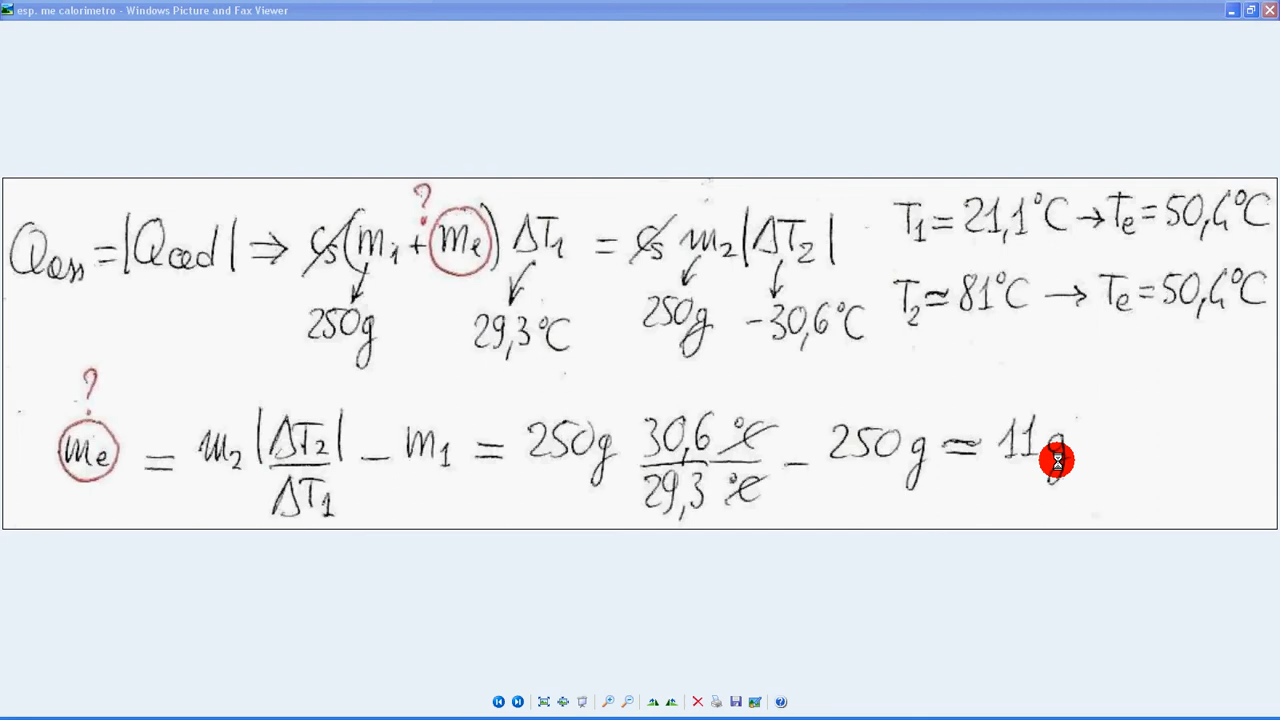 esp. me calorimetro - Windows Picture and Fax Viewer
?
Qass = |Qced| ⇒ cs(m₁ + me) ΔT₁ = cs m₂|ΔT₂|
T₁ = 21,1°C → Te = 50,4°C
250g 29,3°C 250g -30,6°C
T₂ ≃ 81°C → Te = 50,4°C
?
me = m₂ |ΔT₂|/ΔT₁ - m₁ = 250g 30,6 °C/29,3 °C - 250g ≃ 11g